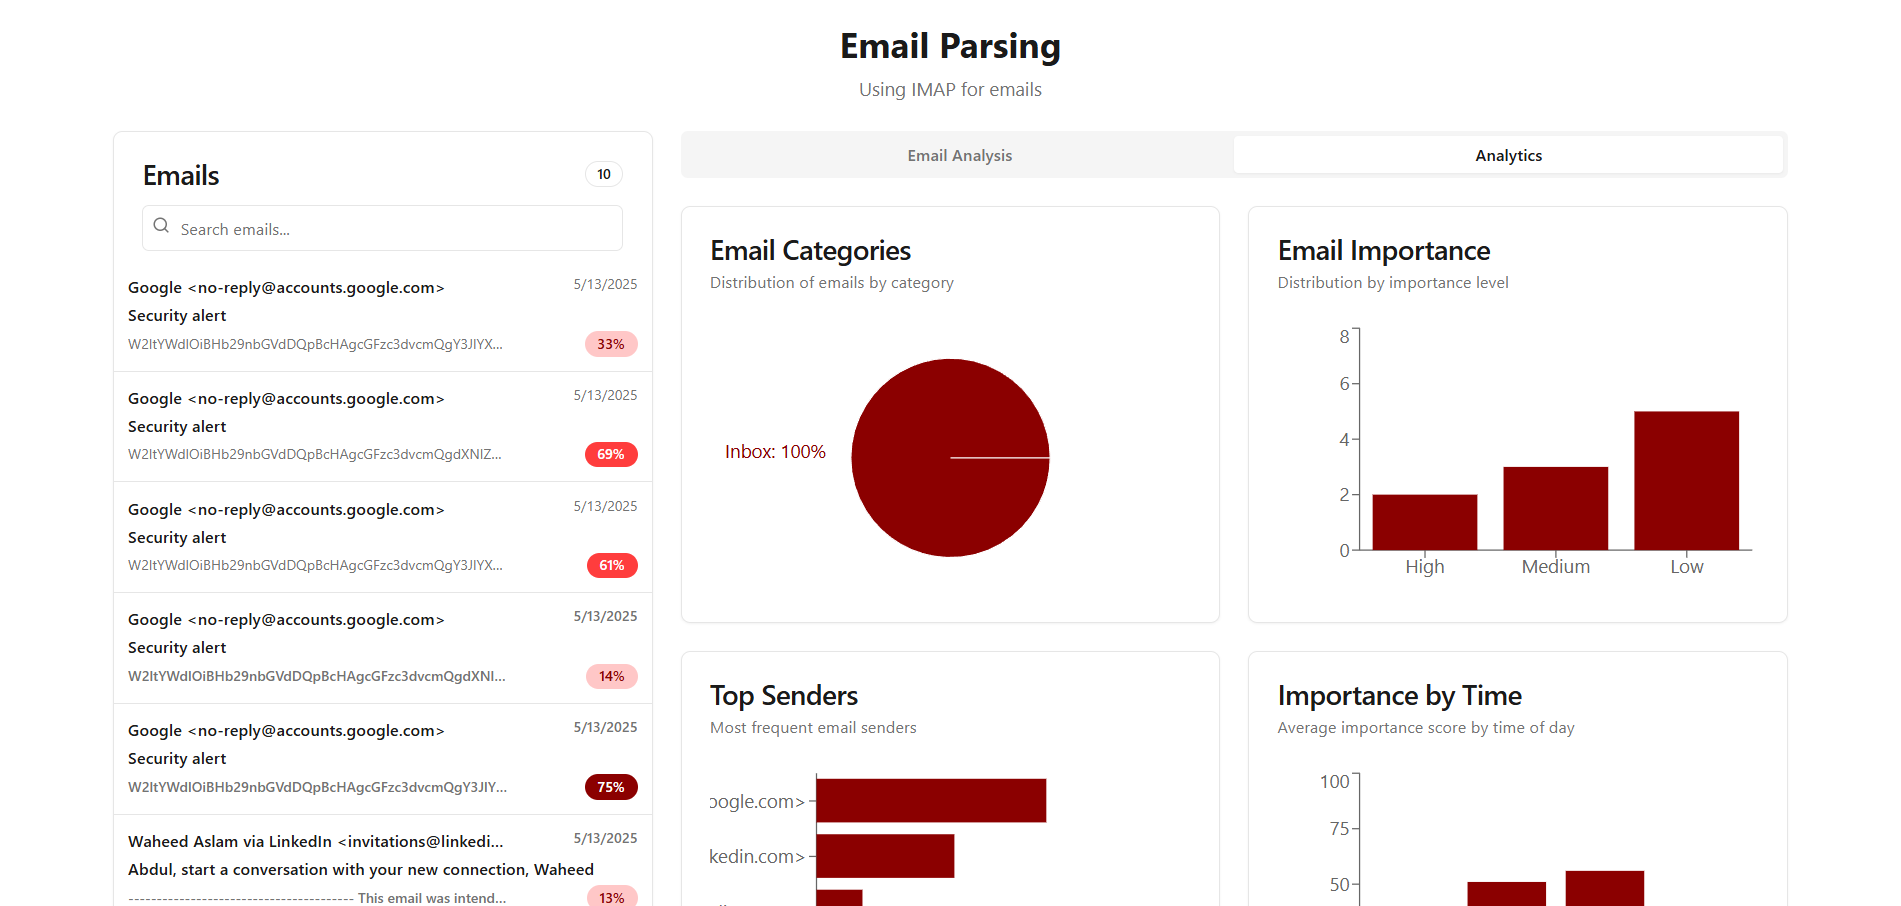 Email Parsing
Using IMAP for emails
Emails
10
Search emails...
Google <no-reply@accounts.google.com>
5/13/2025
Security alert
W2ltYWdlOiBHb29nbGVdDQpBcHAgcGFzc3dvcmQgY3JlYX...
33%
Google <no-reply@accounts.google.com>
5/13/2025
Security alert
W2ltYWdlOiBHb29nbGVdDQpBcHAgcGFzc3dvcmQgdXNlZ...
69%
Google <no-reply@accounts.google.com>
5/13/2025
Security alert
W2ltYWdlOiBHb29nbGVdDQpBcHAgcGFzc3dvcmQgY3JlYX...
61%
Google <no-reply@accounts.google.com>
5/13/2025
Security alert
W2ltYWdlOiBHb29nbGVdDQpBcHAgcGFzc3dvcmQgdXNl...
14%
Google <no-reply@accounts.google.com>
5/13/2025
Security alert
W2ltYWdlOiBHb29nbGVdDQpBcHAgcGFzc3dvcmQgY3JlY...
75%
Waheed Aslam via LinkedIn <invitations@linkedi...
5/13/2025
Abdul, start a conversation with your new connection, Waheed
---------------------------------------- This email was intend...
13%
Email Analysis
Analytics
Email Categories
Distribution of emails by category
Inbox: 100%
Email Importance
Distribution by importance level
8
6
4
2
0
High
Medium
Low
Top Senders
Most frequent email senders
oogle.com>
kedin.com>
Importance by Time
Average importance score by time of day
100
75
50